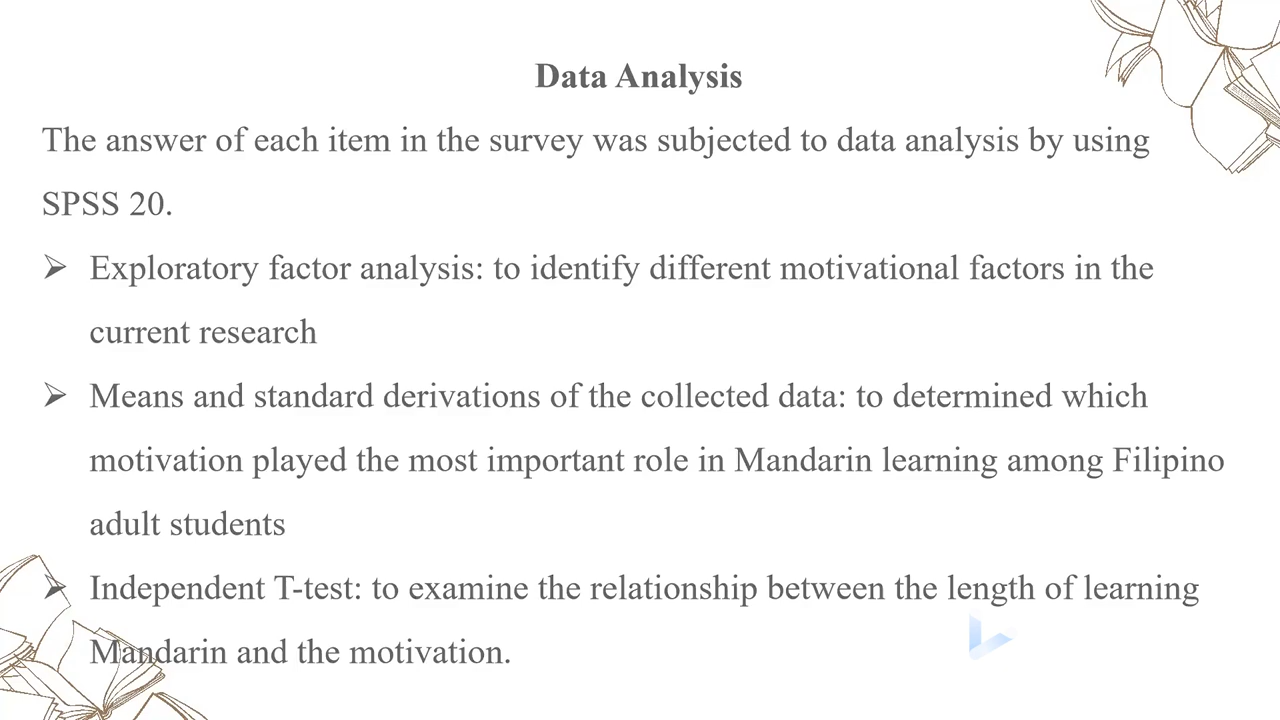 Data Analysis
The answer of each item in the survey was subjected to data analysis by using
SPSS 20.
➢ Exploratory factor analysis: to identify different motivational factors in the
current research
➢ Means and standard derivations of the collected data: to determined which
motivation played the most important role in Mandarin learning among Filipino
adult students
➢ Independent T-test: to examine the relationship between the length of learning
Mandarin and the motivation.